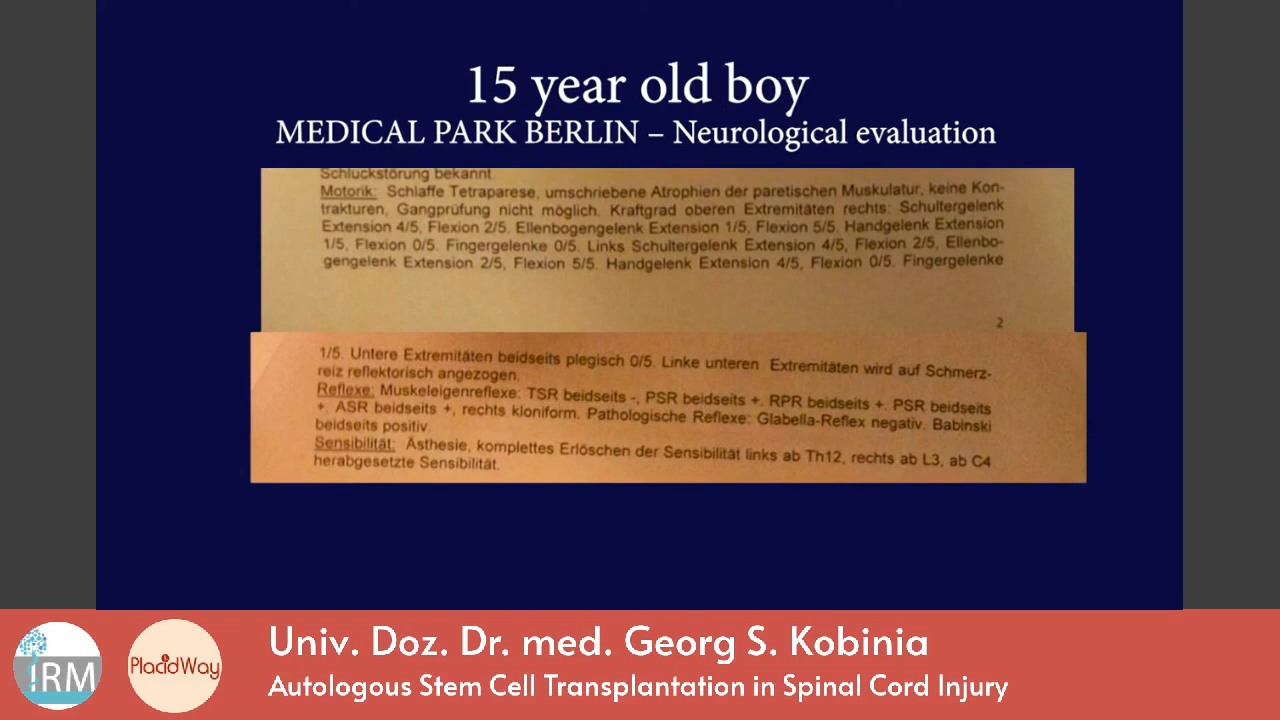 15 year old boy
MEDICAL PARK BERLIN – Neurological evaluation
Schluckstörung bekannt.
Motorik: Schlaffe Tetraparese, umschriebene Atrophien der paretischen Muskulatur, keine Kon-
trakturen, Gangprüfung nicht möglich. Kraftgrad oberen Extremitäten rechts: Schultergelenk
Extension 4/5, Flexion 2/5. Ellenbogengelenk Extension 1/5, Flexion 5/5. Handgelenk Extension
1/5, Flexion 0/5. Fingergelenke 0/5. Links Schultergelenk Extension 4/5, Flexion 2/5, Ellenbo-
gengelenk Extension 2/5, Flexion 5/5. Handgelenk Extension 4/5, Flexion 0/5. Fingergelenke
2
1/5. Untere Extremitäten beidseits plegisch 0/5. Linke unteren Extremitäten wird auf Schmerz-
reiz reflektorisch angezogen.
Reflexe: Muskeleigenreflexe: TSR beidseits -, PSR beidseits +. RPR beidseits +. PSR beidseits
+. ASR beidseits +, rechts kloniform. Pathologische Reflexe: Glabella-Reflex negativ. Babinski
beidseits positiv.
Sensibilität: Ästhesie, komplettes Erlöschen der Sensibilität links ab Th12, rechts ab L3, ab C4
herabgesetzte Sensibilität.
IRM
PlacidWay
Univ. Doz. Dr. med. Georg S. Kobinia
Autologous Stem Cell Transplantation in Spinal Cord Injury